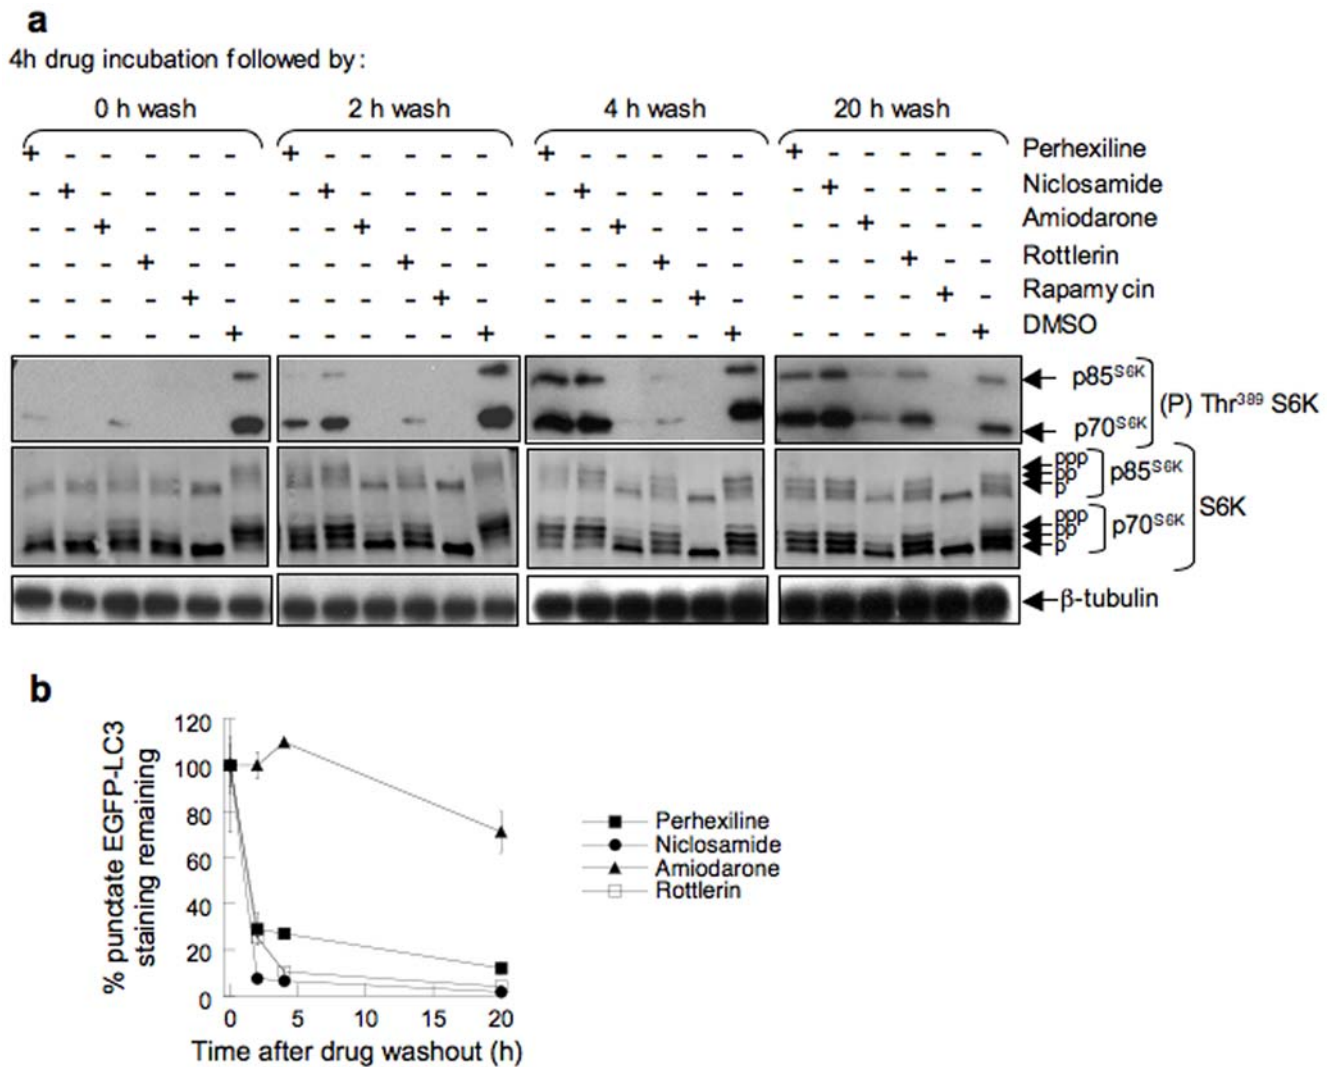 a
4h drug incubation followed by:
0 h wash 2 h wash 4 h wash 20 h wash
+ - - - - - + - - - - - + - - - - - + - - - - - Perhexiline
- + - - - - - + - - - - - + - - - - - + - - - - Niclosamide
- - + - - - - - + - - - - - + - - - - - + - - - Amiodarone
- - - + - - - - - + - - - - - + - - - - - + - - Rottlerin
- - - - + - - - - - + - - - - - + - - - - - + - Rapamycin
- - - - - + - - - - - + - - - - - + - - - - - + DMSO
p85S6K
(P) Thr389 S6K
p70S6K
pop
pp
p
p85S6K
S6K
pop
pp
p
p70S6K
β-tubulin
b
% punctate EGFP-LC3
staining remaining
120
100
80
60
40
20
0
0 5 10 15 20
Time after drug washout (h)
Perhexiline
Niclosamide
Amiodarone
Rottlerin